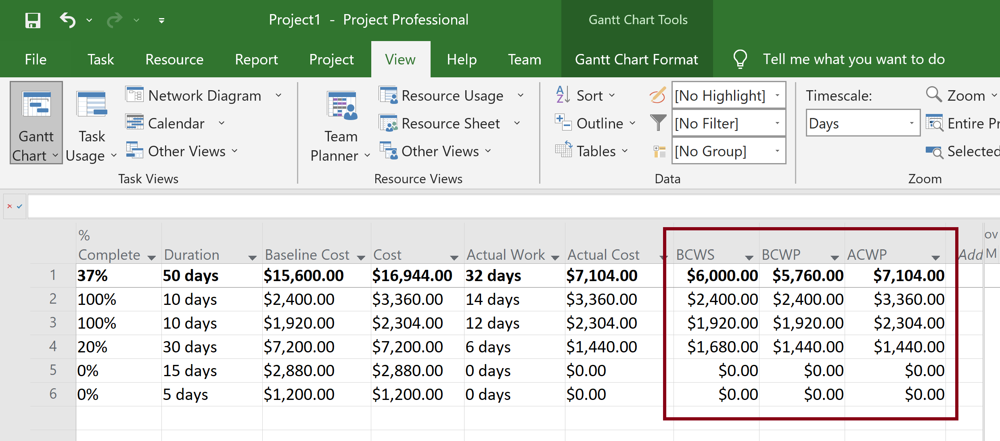 Project1 - Project Professional
Gantt Chart Tools
File Task Resource Report Project View Help Team Gantt Chart Format Tell me what you want to do
Gantt
Chart
Task
Usage
Network Diagram
Calendar
Other Views
Task Views
Team
Planner
Resource Usage
Resource Sheet
Other Views
Resource Views
Sort
Outline
Tables
[No Highlight]
[No Filter]
[No Group]
Data
Timescale:
Days
Zoom
Entire Pr
Selected
Zoom
%
Complete Duration Baseline Cost Cost Actual Work Actual Cost BCWS BCWP ACWP Add
ov
M
1 37% 50 days $15,600.00 $16,944.00 32 days $7,104.00 $6,000.00 $5,760.00 $7,104.00
2 100% 10 days $2,400.00 $3,360.00 14 days $3,360.00 $2,400.00 $2,400.00 $3,360.00
3 100% 10 days $1,920.00 $2,304.00 12 days $2,304.00 $1,920.00 $1,920.00 $2,304.00
4 20% 30 days $7,200.00 $7,200.00 6 days $1,440.00 $1,680.00 $1,440.00 $1,440.00
5 0% 15 days $2,880.00 $2,880.00 0 days $0.00 $0.00 $0.00 $0.00
6 0% 5 days $1,200.00 $1,200.00 0 days $0.00 $0.00 $0.00 $0.00